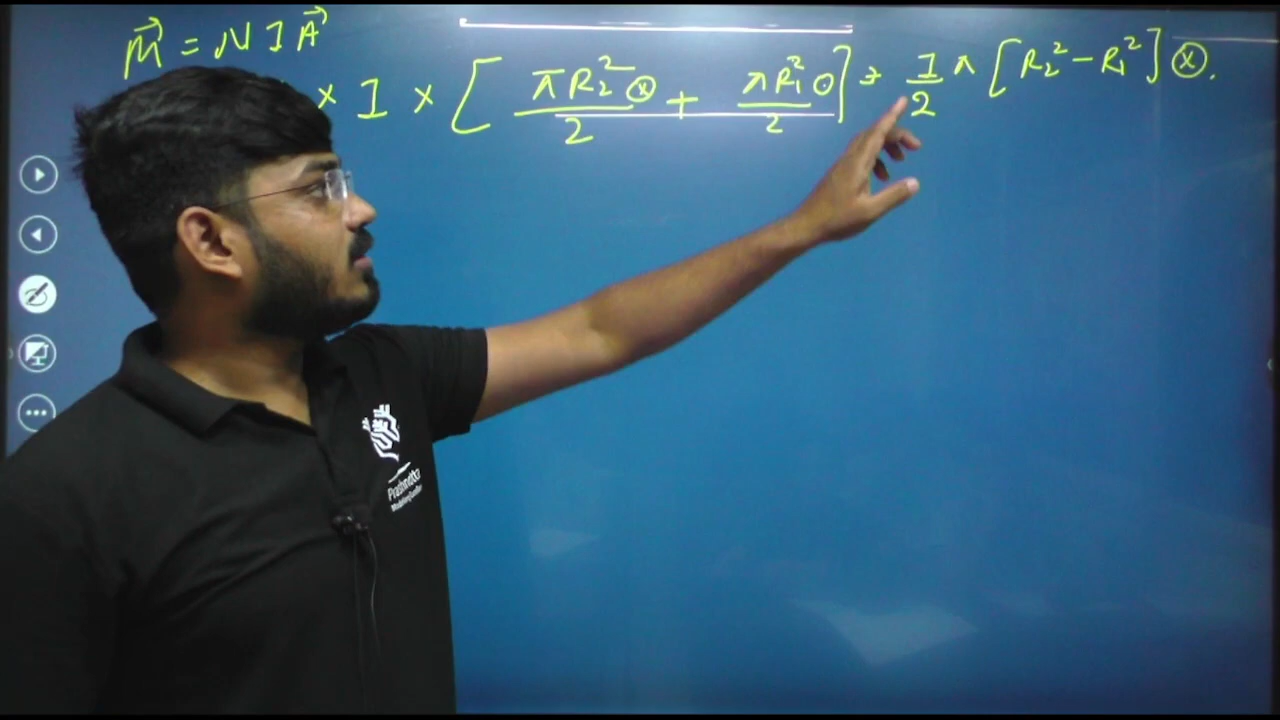 M⃗ = N I A⃗
× I × [ πR₂² ⊗ / 2 + πR₁² ⊙ / 2 ] = I/2 π [ R₂² − R₁² ] ⊗.